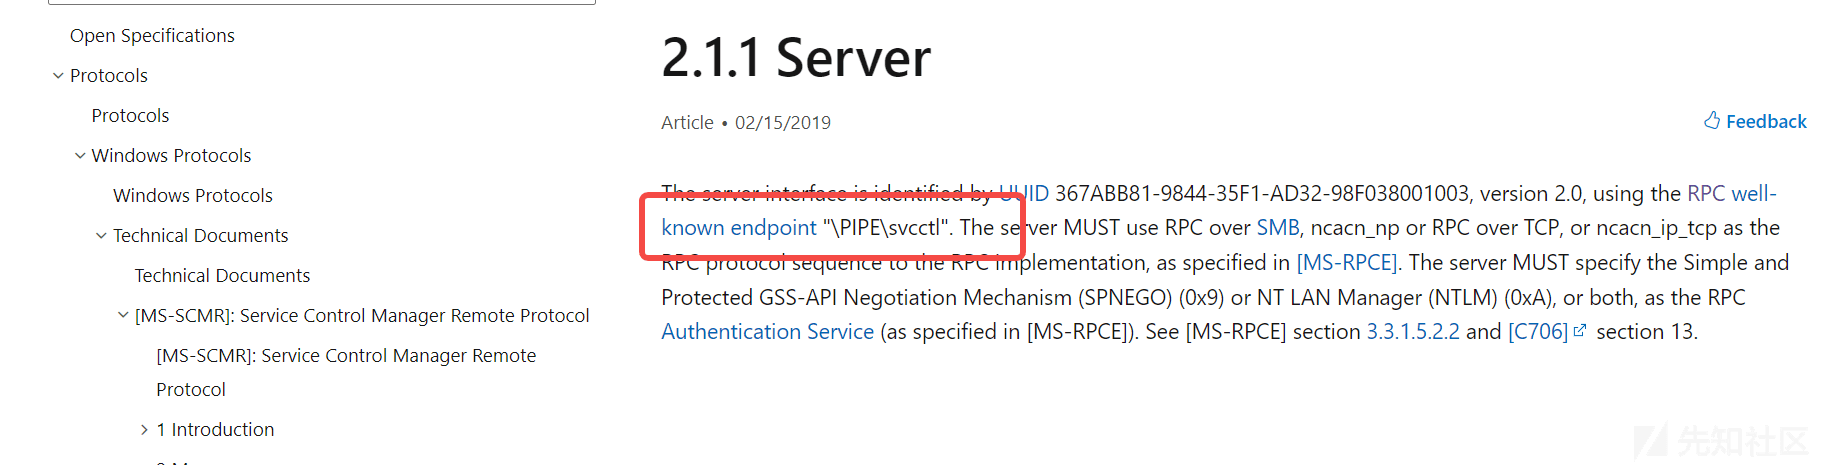 Open Specifications
Protocols
Protocols
Windows Protocols
Windows Protocols
Technical Documents
Technical Documents
[MS-SCMR]: Service Control Manager Remote Protocol
[MS-SCMR]: Service Control Manager Remote
Protocol
1 Introduction
2.1.1 Server
Article • 02/15/2019
Feedback
The server interface is identified by UUID 367ABB81-9844-35F1-AD32-98F038001003, version 2.0, using the RPC well-
known endpoint "\PIPE\svcctl". The server MUST use RPC over SMB, ncacn_np or RPC over TCP, or ncacn_ip_tcp as the
RPC protocol sequence to the RPC implementation, as specified in [MS-RPCE]. The server MUST specify the Simple and
Protected GSS-API Negotiation Mechanism (SPNEGO) (0x9) or NT LAN Manager (NTLM) (0xA), or both, as the RPC
Authentication Service (as specified in [MS-RPCE]). See [MS-RPCE] section 3.3.1.5.2.2 and [C706] section 13.
先知社区